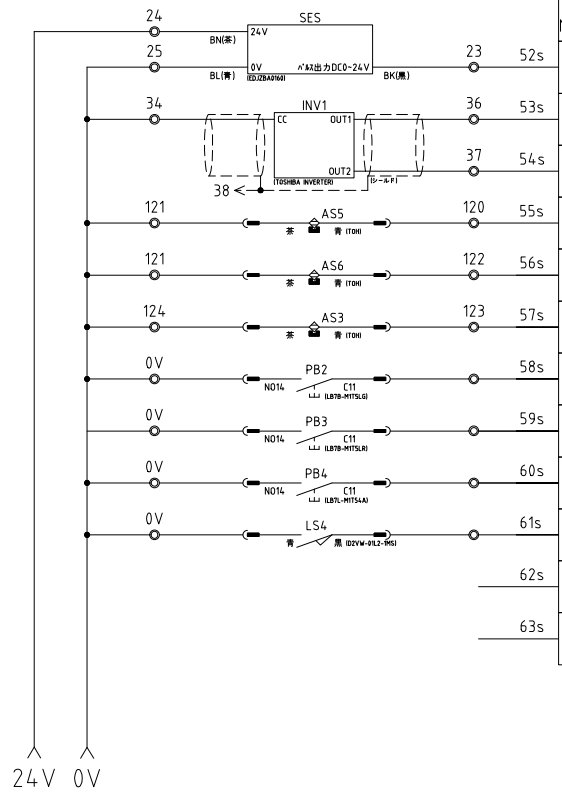 24 SES
BN(茶) 24V
25 0V パルス出力DC0~24V 23 52s
BL(青) (EDJZBA0160) BK(黒)
34 INV1 36 53s
CC OUT1
37 54s
OUT2
(TOSHIBA INVERTER) (シールド)
38
121 AS5 120 55s
茶 青 (TOH)
121 AS6 122 56s
茶 青 (TOH)
124 AS3 123 57s
茶 青 (TOH)
0V PB2 58s
NO14 C11
(LB7B-M1T5LG)
0V PB3 59s
NO14 C11
(LB7B-M1T5LR)
0V PB4 60s
NO14 C11
(LB7L-M1T54A)
0V LS4 61s
青 黒 (D2VW-01L2-1MS)
62s
63s
24V 0V